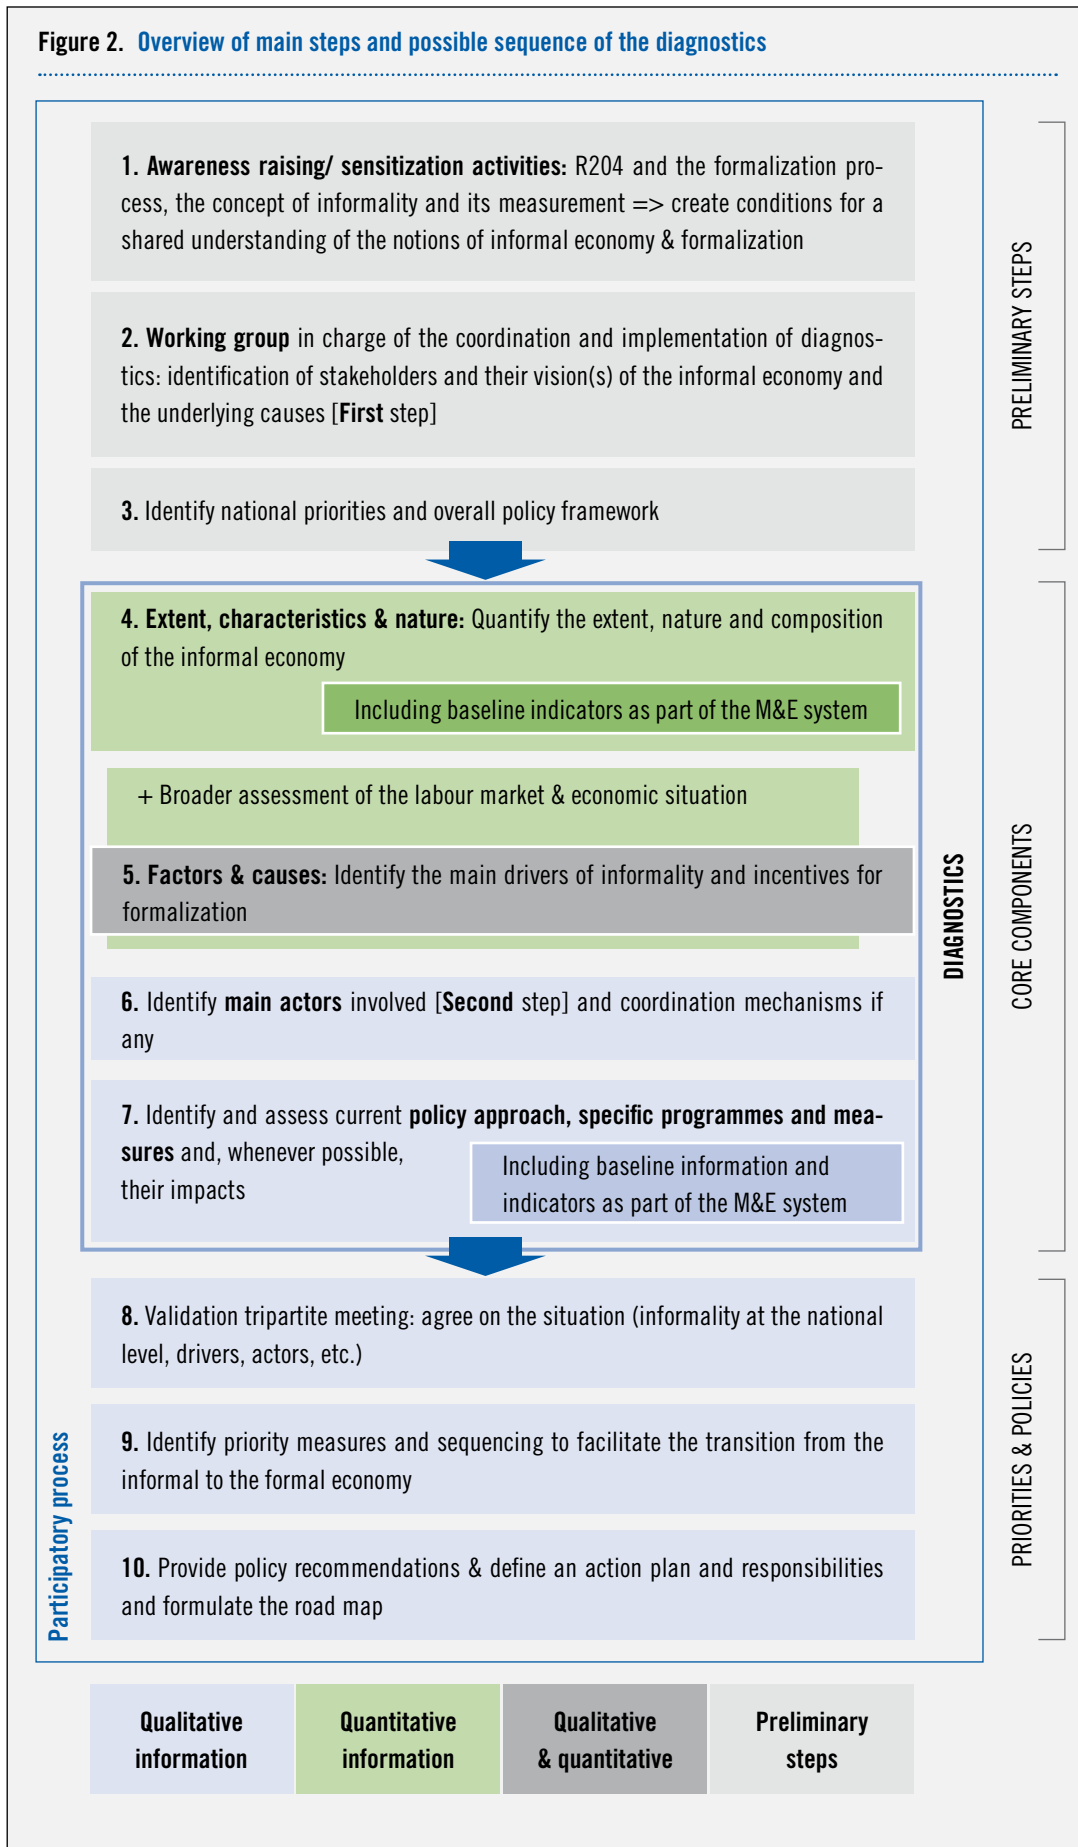 Figure 2. Overview of main steps and possible sequence of the diagnostics
1. Awareness raising/ sensitization activities: R204 and the formalization pro-
cess, the concept of informality and its measurement => create conditions for a
shared understanding of the notions of informal economy & formalization
2. Working group in charge of the coordination and implementation of diagnos-
tics: identification of stakeholders and their vision(s) of the informal economy and
the underlying causes [First step]
3. Identify national priorities and overall policy framework
PRELIMINARY STEPS
4. Extent, characteristics & nature: Quantify the extent, nature and composition
of the informal economy
Including baseline indicators as part of the M&E system
+ Broader assessment of the labour market & economic situation
5. Factors & causes: Identify the main drivers of informality and incentives for
formalization
6. Identify main actors involved [Second step] and coordination mechanisms if
any
7. Identify and assess current policy approach, specific programmes and mea-
sures and, whenever possible,
their impacts
Including baseline information and
indicators as part of the M&E system
DIAGNOSTICS
CORE COMPONENTS
8. Validation tripartite meeting: agree on the situation (informality at the national
level, drivers, actors, etc.)
9. Identify priority measures and sequencing to facilitate the transition from the
informal to the formal economy
10. Provide policy recommendations & define an action plan and responsibilities
and formulate the road map
PRIORITIES & POLICIES
Participatory process
Qualitative
information
Quantitative
information
Qualitative
& quantitative
Preliminary
steps